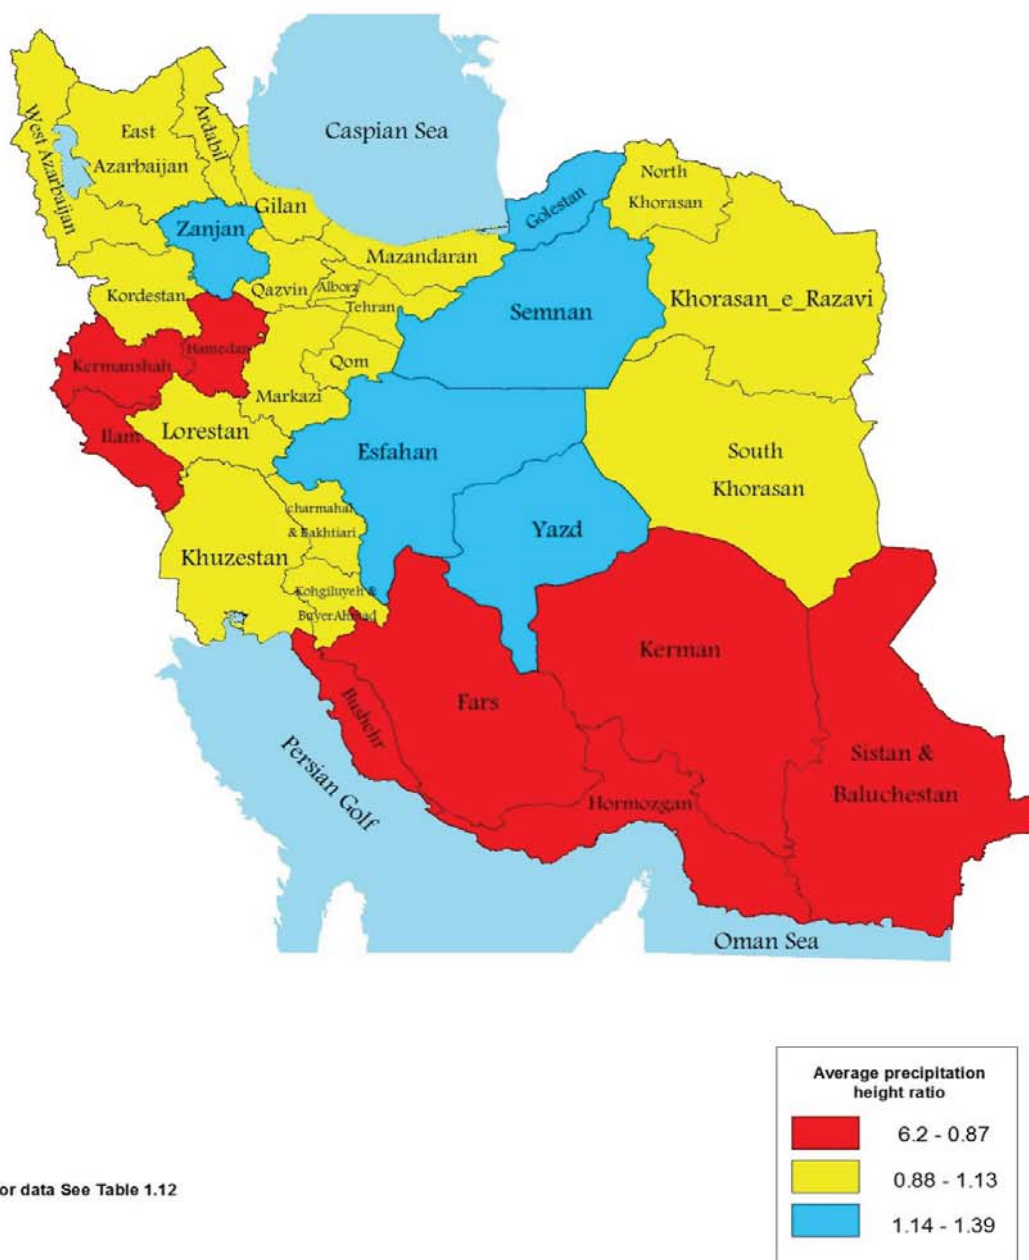 Caspian Sea
West Azarbaijan
East
Azarbaijan
Ardabil
Gilan
Zanjan
Golestan
North
Khorasan
Mazandaran
Kordestan
Qazvin
Alborz
Tehran
Semnan
Khorasan_e_Razavi
Kermanshah
Hamedan
Qom
Markazi
Ilam
Lorestan
Esfahan
South
Khorasan
charmahal
& Bakhtiari
Yazd
Khuzestan
Kohgiluyeh &
BuyerAhmad
Kerman
Fars
Bushehr
Persian Golf
Hormozgan
Sistan &
Baluchestan
Oman Sea
Average precipitation
height ratio
6.2 - 0.87
0.88 - 1.13
1.14 - 1.39
or data See Table 1.12